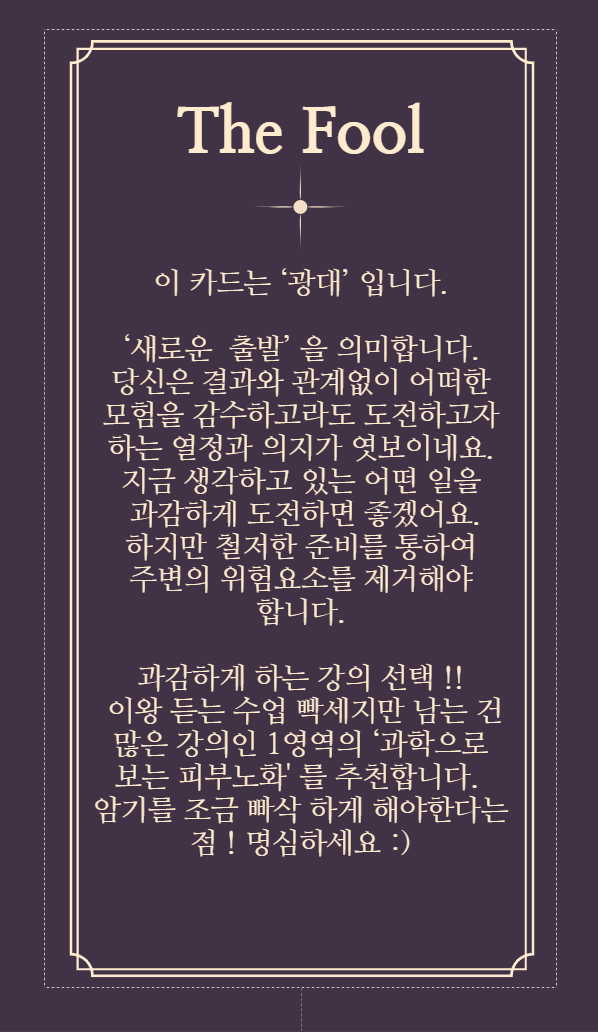 The Fool
이 카드는 ‘광대’ 입니다.
‘새로운 출발’ 을 의미합니다.
당신은 결과와 관계없이 어떠한
모험을 감수하고라도 도전하고자
하는 열정과 의지가 엿보이네요.
지금 생각하고 있는 어떤 일을
과감하게 도전하면 좋겠어요.
하지만 철저한 준비를 통하여
주변의 위험요소를 제거해야
합니다.
과감하게 하는 강의 선택 !!
이왕 듣는 수업 빡세지만 남는 건
많은 강의인 1영역의 ‘과학으로
보는 피부노화' 를 추천합니다.
암기를 조금 빠삭 하게 해야한다는
점 ! 명심하세요 :)